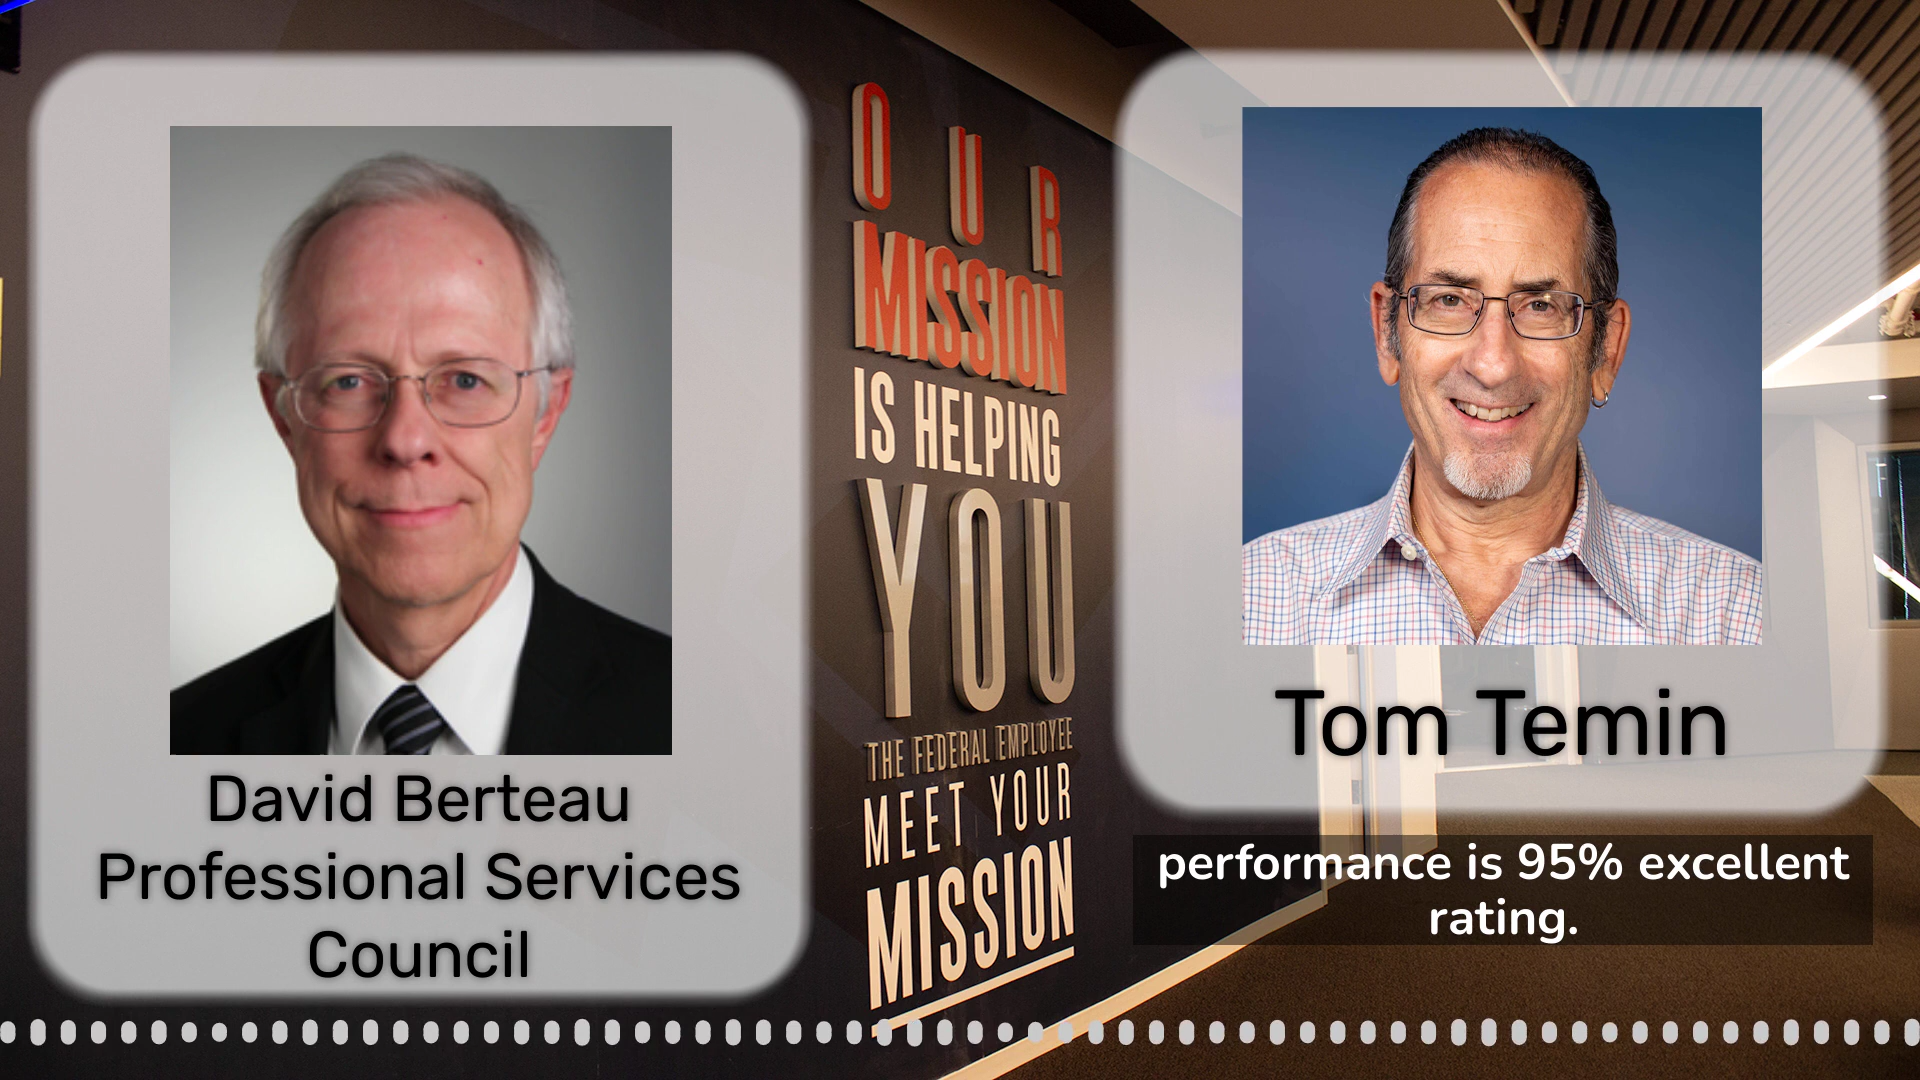 David Berteau
Professional Services
Council
OUR
MISSION
IS HELPING
YOU
THE FEDERAL EMPLOYEE
MEET YOUR
MISSION
Tom Temin
performance is 95% excellent
rating.